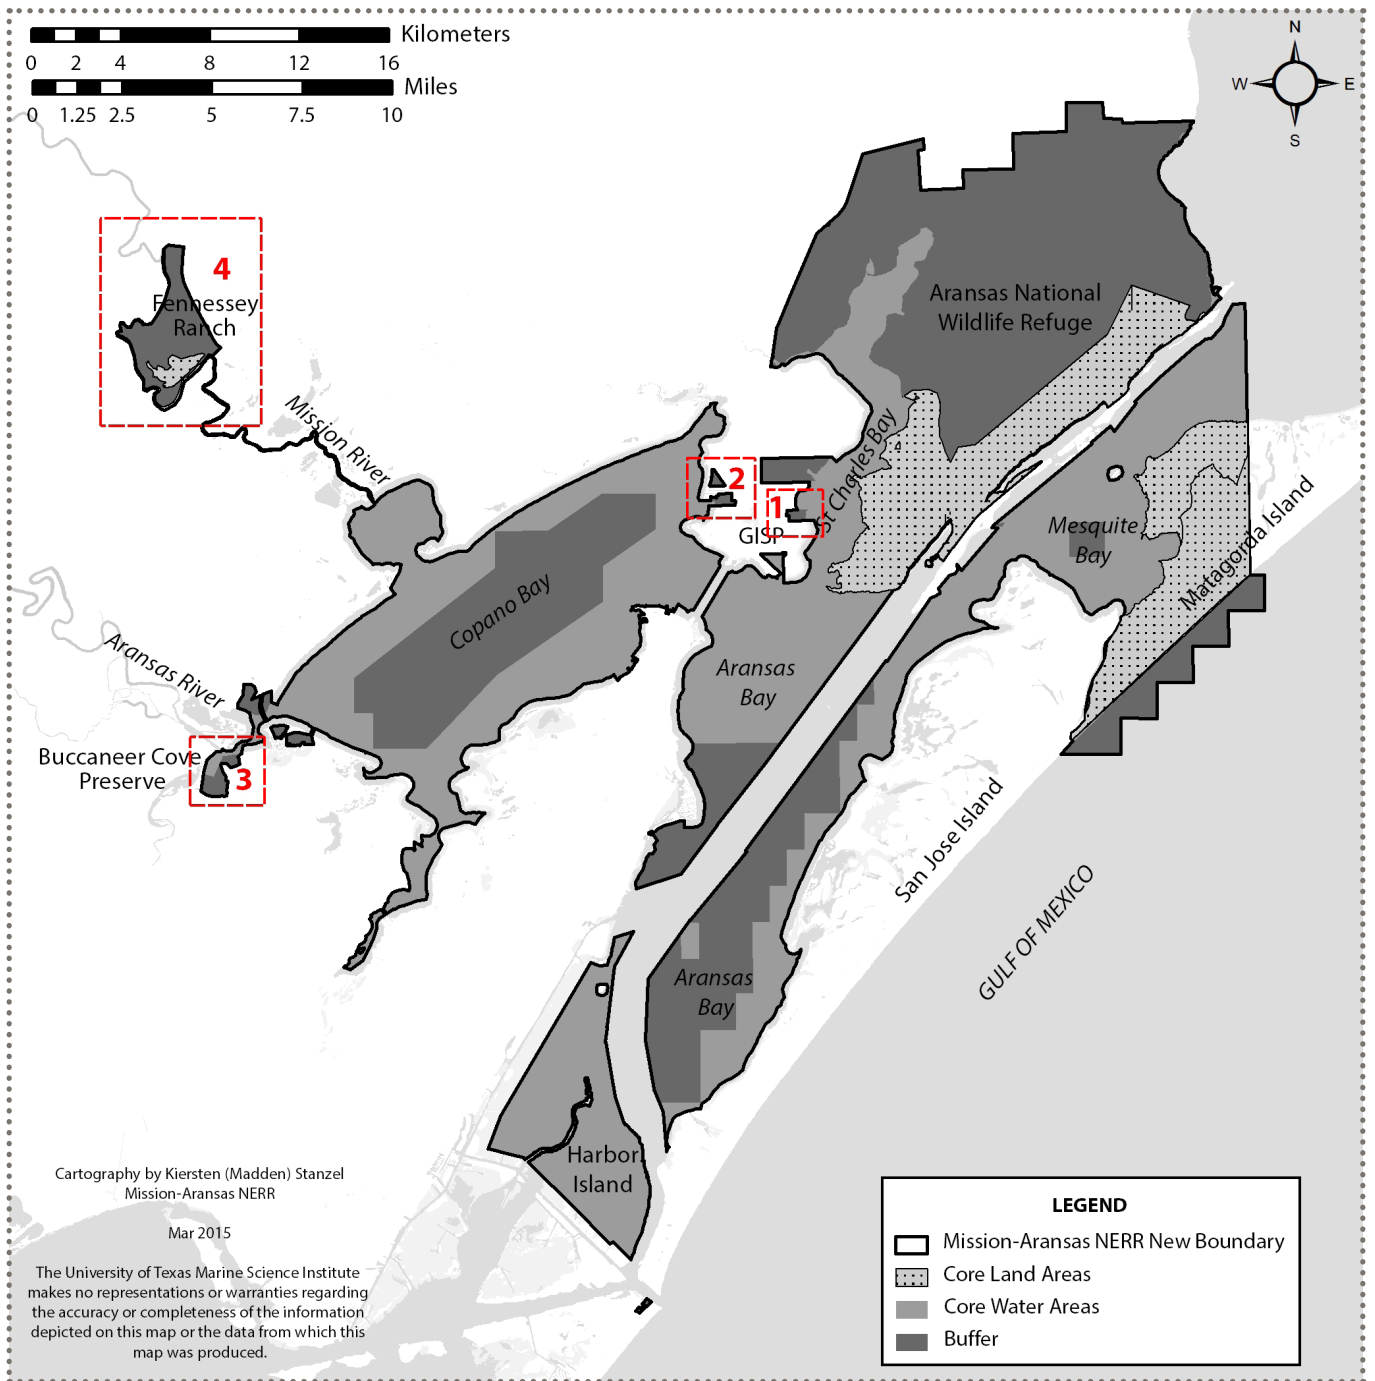 Kilometers
0 2 4 8 12 16
Miles
0 1.25 2.5 5 7.5 10
N
W E
S
4
Fennessey
Ranch
Aransas National
Wildlife Refuge
Mission River
2
1
GISP
St Charles Bay
Mesquite
Bay
Matagorda Island
Copano Bay
Aransas River
Aransas
Bay
Buccaneer Cove
Preserve
3
San Jose Island
GULF OF MEXICO
Aransas
Bay
Harbor
Island
Cartography by Kiersten (Madden) Stanzel
Mission-Aransas NERR
Mar 2015
The University of Texas Marine Science Institute
makes no representations or warranties regarding
the accuracy or completeness of the information
depicted on this map or the data from which this
map was produced.
LEGEND
Mission-Aransas NERR New Boundary
Core Land Areas
Core Water Areas
Buffer